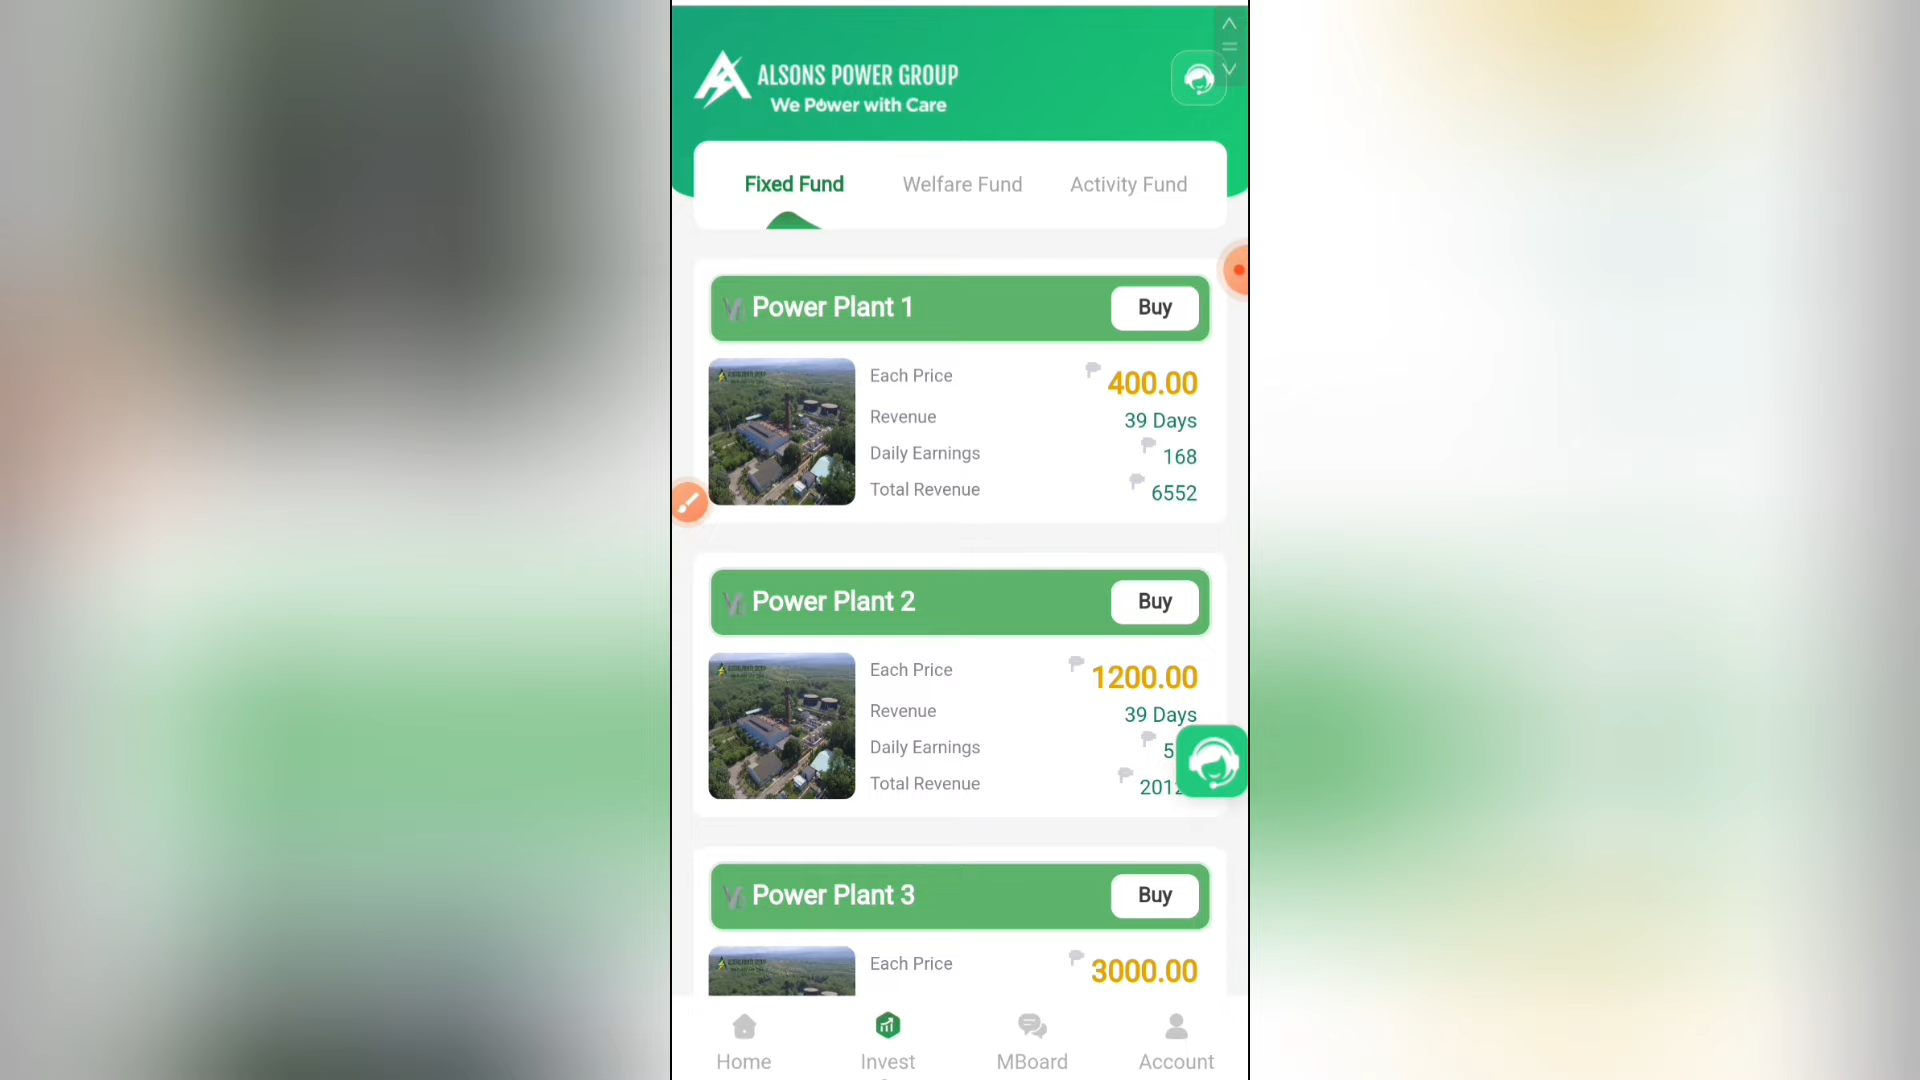 ALSONS POWER GROUP
We Power with Care
Fixed Fund Welfare Fund Activity Fund
Power Plant 1 Buy
Each Price ₱ 400.00
Revenue 39 Days
Daily Earnings ₱ 168
Total Revenue ₱ 6552
Power Plant 2 Buy
Each Price ₱ 1200.00
Revenue 39 Days
Daily Earnings ₱ 5
Total Revenue ₱ 201
Power Plant 3 Buy
Each Price ₱ 3000.00
Home Invest MBoard Account